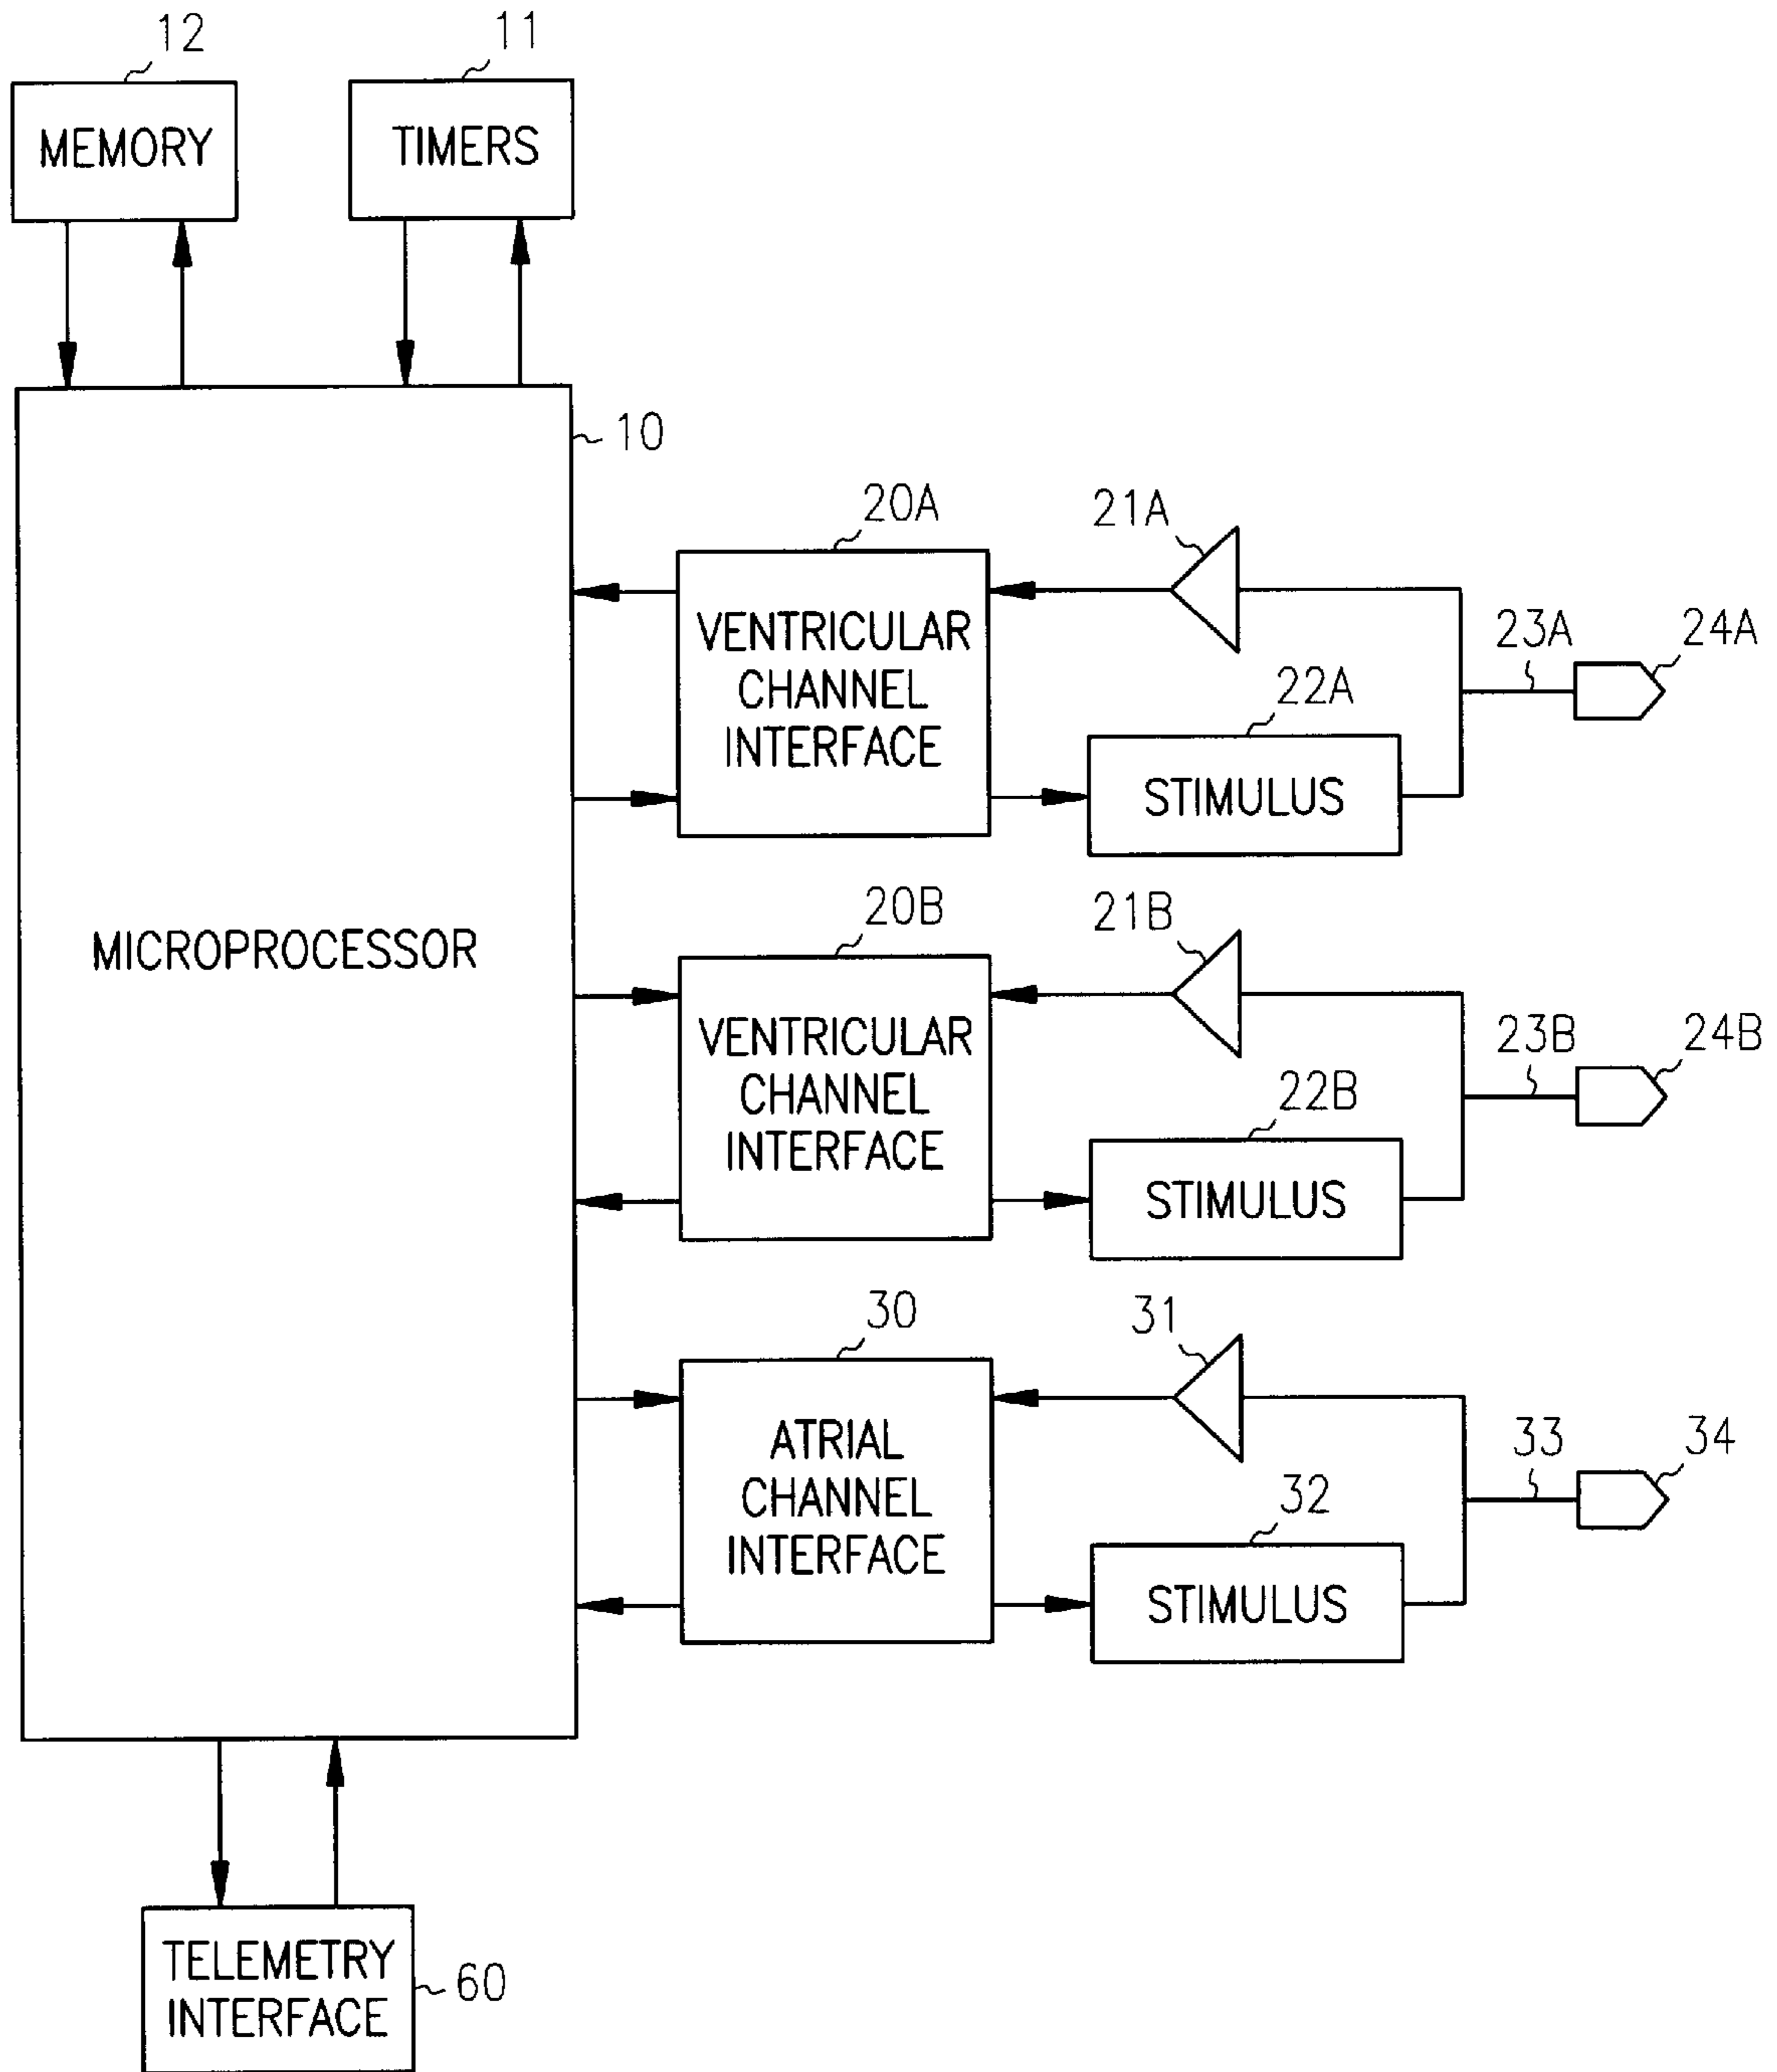 12
11
MEMORY
TIMERS
10
20A
21A
VENTRICULAR
CHANNEL
INTERFACE
23A
24A
22A
STIMULUS
MICROPROCESSOR
20B
21B
VENTRICULAR
CHANNEL
INTERFACE
23B
24B
22B
STIMULUS
30
31
ATRIAL
CHANNEL
INTERFACE
33
34
32
STIMULUS
TELEMETRY
INTERFACE
60